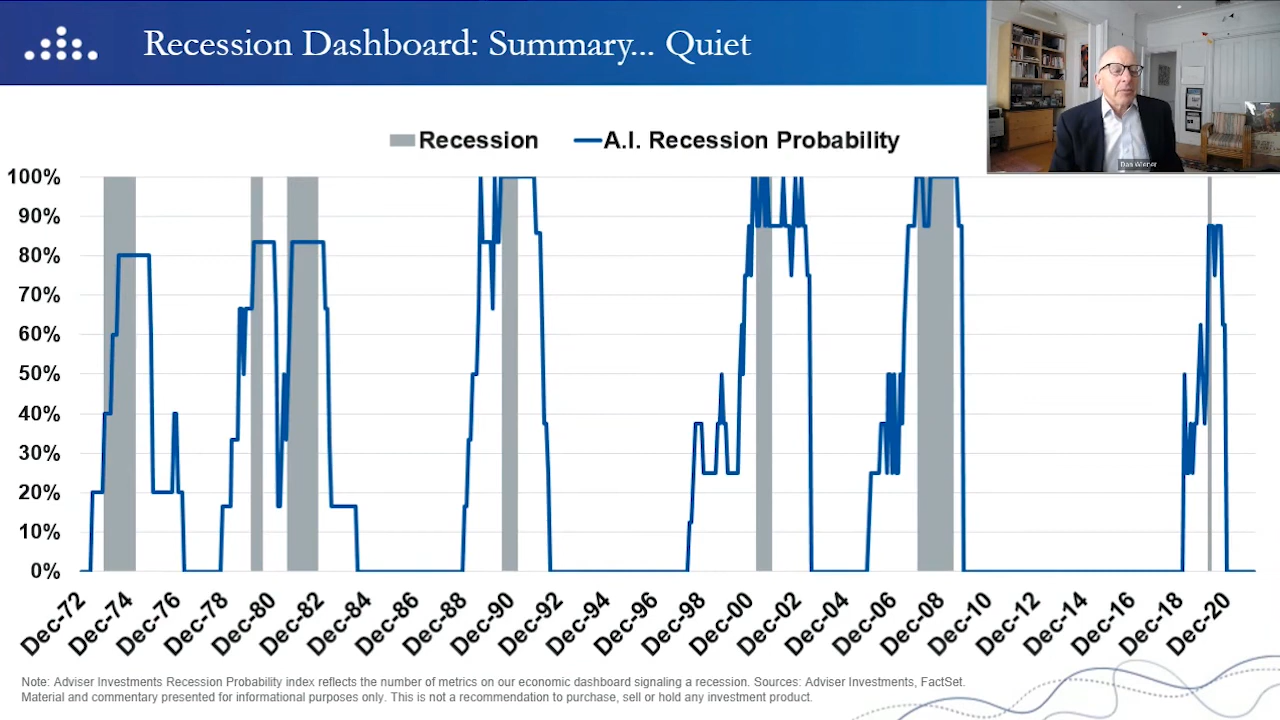 Recession Dashboard: Summary... Quiet
Dan Wiener
Recession
A.I. Recession Probability
100%
90%
80%
70%
60%
50%
40%
30%
20%
10%
0%
Dec-72
Dec-74
Dec-76
Dec-78
Dec-80
Dec-82
Dec-84
Dec-86
Dec-88
Dec-90
Dec-92
Dec-94
Dec-96
Dec-98
Dec-00
Dec-02
Dec-04
Dec-06
Dec-08
Dec-10
Dec-12
Dec-14
Dec-16
Dec-18
Dec-20
Note: Adviser Investments Recession Probability index reflects the number of metrics on our economic dashboard signaling a recession. Sources: Adviser Investments, FactSet.
Material and commentary presented for informational purposes only. This is not a recommendation to purchase, sell or hold any investment product.